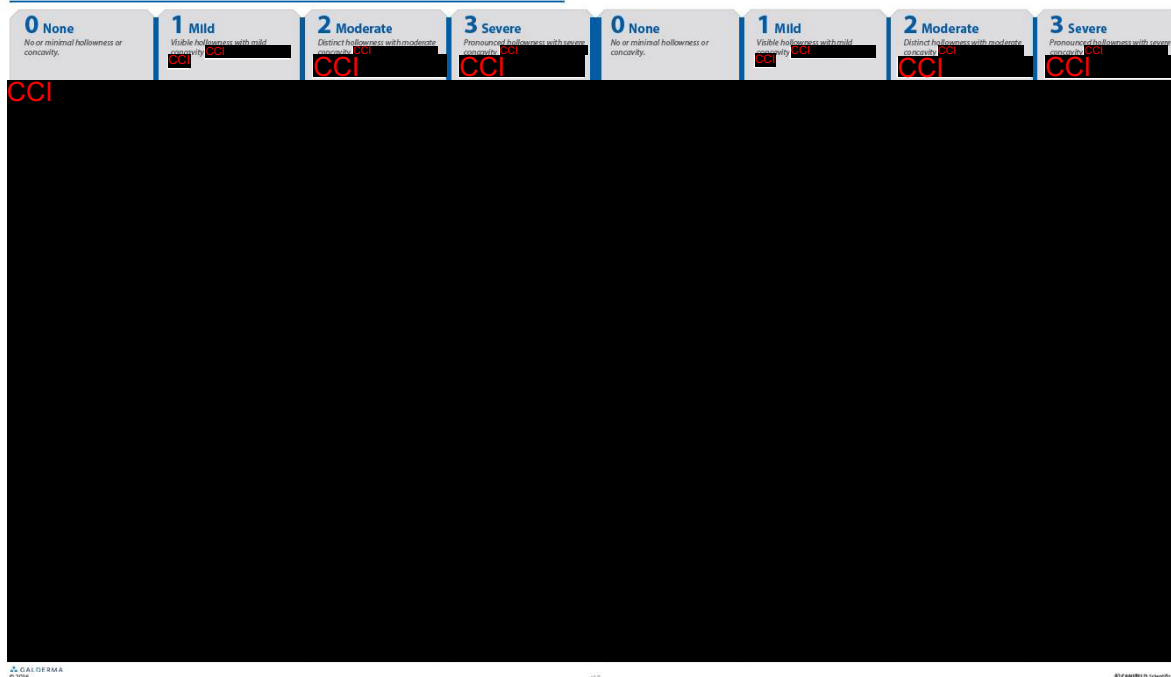 0 None
No or minimal hollowness or
concavity.
1 Mild
Visible hollowness with mild
concavity CCI
CCI
2 Moderate
Distinct hollowness with moderate
concavity CCI
CCI
3 Severe
Pronounced hollowness with severe
concavity CCI
CCI
0 None
No or minimal hollowness or
concavity.
1 Mild
Visible hollowness with mild
concavity CCI
CCI
2 Moderate
Distinct hollowness with moderate
concavity CCI
CCI
3 Severe
Pronounced hollowness with severe
concavity CCI
CCI
CCI
GALDERMA
© 2016
CANFIELD Scientific